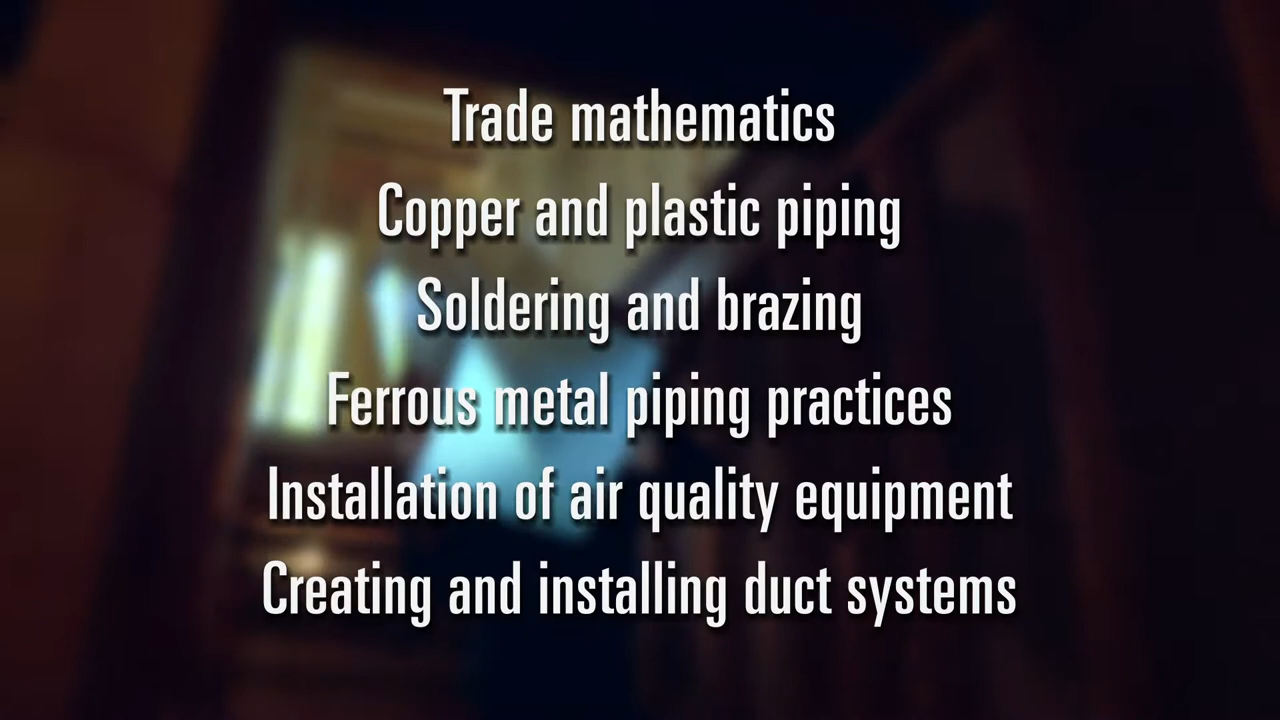 Trade mathematics
Copper and plastic piping
Soldering and brazing
Ferrous metal piping practices
Installation of air quality equipment
Creating and installing duct systems